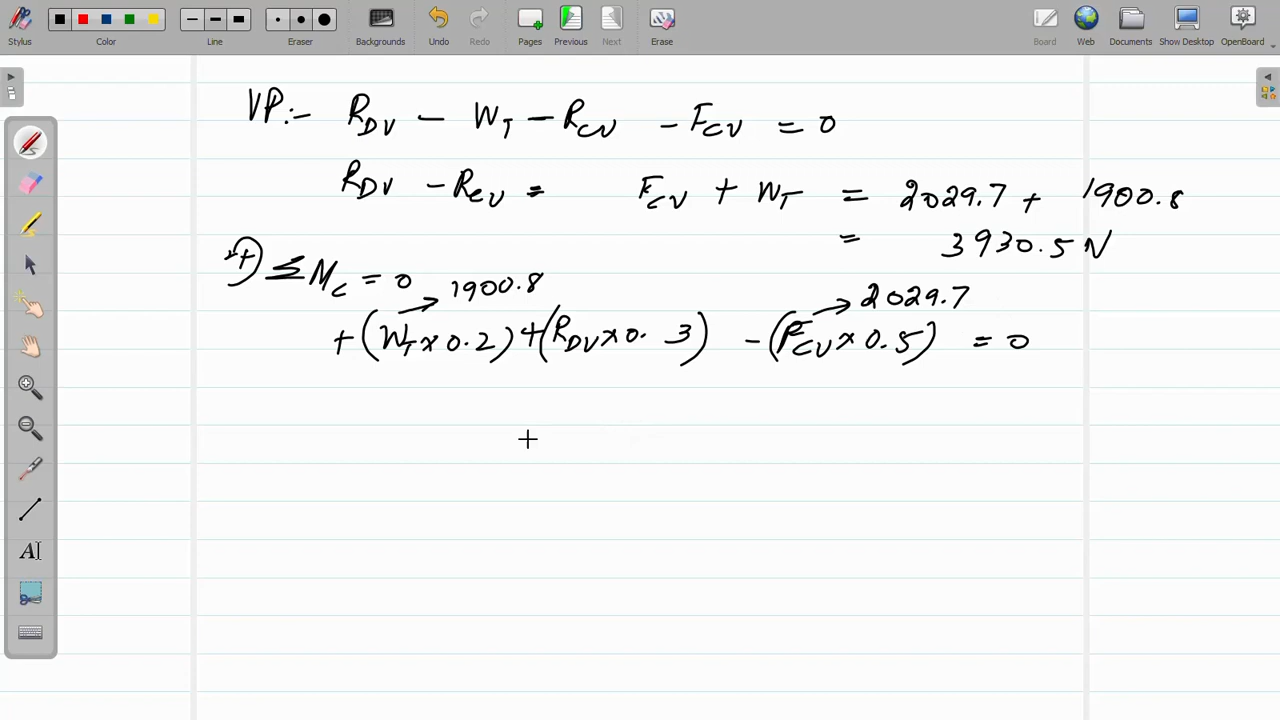 Stylus Color Line Eraser Backgrounds Undo Redo Pages Previous Next Erase Board Web Documents Show Desktop OpenBoard
VP:- R_DV - W_T - R_CV - F_CV = 0
R_DV - R_CV = F_CV + W_T = 2029.7 + 1900.8
= 3930.5 N
+ ΣM_C = 0 1900.8 2029.7
+ (W_T × 0.2) + (R_DV × 0.3) - (F_CV × 0.5) = 0